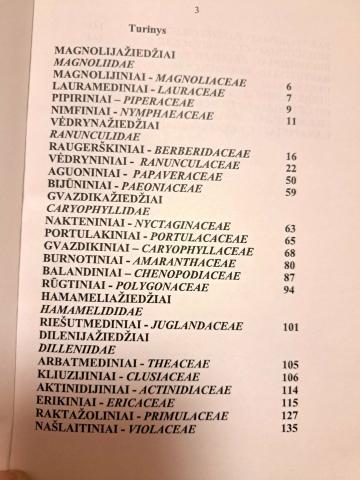 3
Turinys
MAGNOLIJAŽIEDŽIAI
MAGNOLIIDAE
MAGNOLIJINIAI - MAGNOLIACEAE 6
LAURAMEDINIAI - LAURACEAE 7
PIPIRINIAI – PIPERACEAE 9
NIMFINIAI - NYMPHAEACEAE 11
VĖDRYNAŽIEDŽIAI
RANUNCULIDAE
RAUGERŠKINIAI - BERBERIDACEAE 16
VĖDRYNINIAI - RANUNCULACEAE 22
AGUONINIAI - PAPAVERACEAE 50
BIJŪNINIAI - PAEONIACEAE 59
GVAZDIKAŽIEDŽIAI
CARYOPHYLLIDAE
NAKTENINIAI - NYCTAGINACEAE 63
PORTULAKINIAI - PORTULACACEAE 65
GVAZDIKINIAI – CARYOPHYLLACEAE 68
BURNOTINIAI - AMARANTHACEAE 80
BALANDINIAI – CHENOPODIACEAE 87
RŪGTINIAI - POLYGONACEAE 94
HAMAMELIAŽIEDŽIAI
HAMAMELIDIDAE
RIEŠUTMEDINIAI - JUGLANDACEAE 101
DILENIJAŽIEDŽIAI
DILLENIIDAE
ARBATMEDINIAI - THEACEAE 105
KLIUZIJINIAI - CLUSIACEAE 106
AKTINIDIJINIAI - ACTINIDIACEAE 114
ERIKINIAI - ERICACEAE 115
RAKTAŽOLINIAI - PRIMULACEAE 127
NAŠLAITINIAI - VIOLACEAE 135